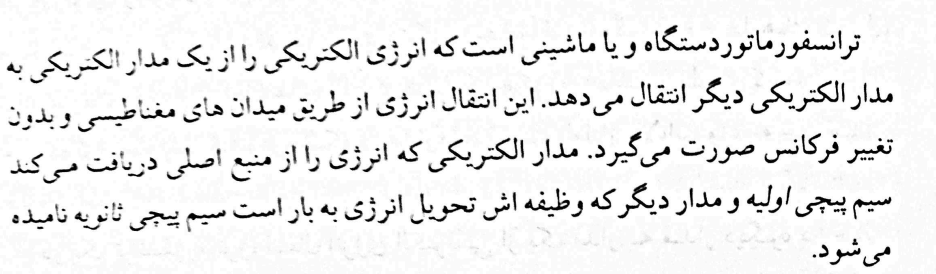 ترانسفورماتور دستگاه و یا ماشینی است که انرژی الکتریکی را از یک مدار الکتریکی به
مدار الکتریکی دیگر انتقال می دهد. این انتقال انرژی از طریق میدان های مغناطیسی و بدون
تغییر فرکانس صورت می‌گیرد. مدار الکتریکی که انرژی را از منبع اصلی دریافت می‌کند
سیم پیچی اولیه و مدار دیگر که وظیفه اش تحویل انرژی به بار است سیم پیچی ثانویه نامیده
می‌شود.